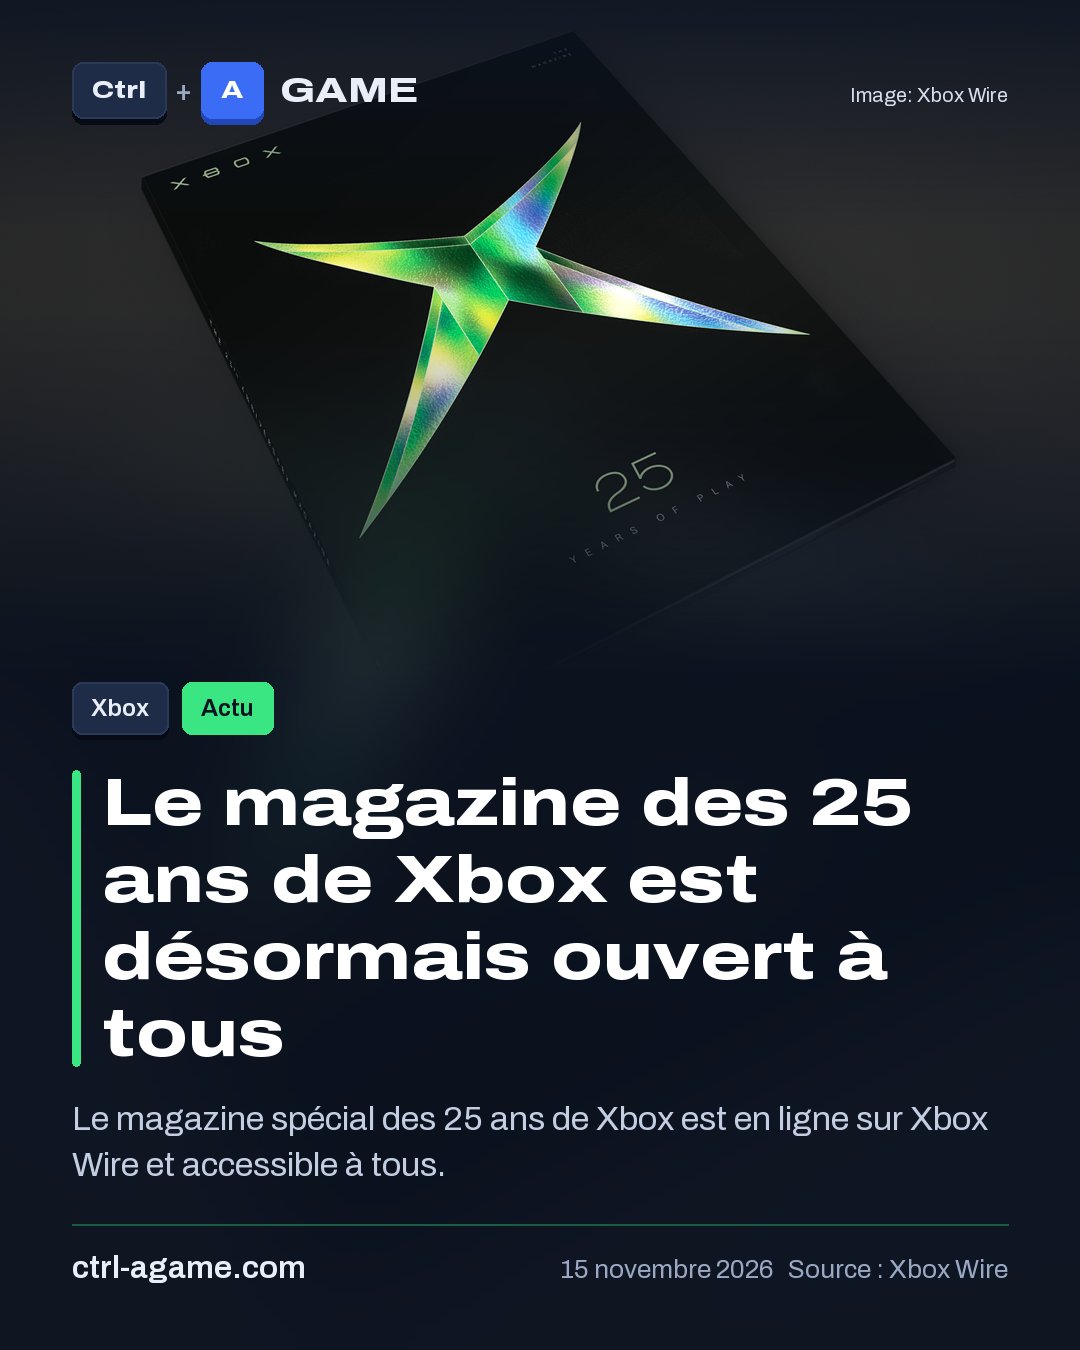 Ctrl + A GAME
Image: Xbox Wire
XBOX
25
YEARS OF PLAY
Xbox
Actu
Le magazine des 25
ans de Xbox est
désormais ouvert à
tous
Le magazine spécial des 25 ans de Xbox est en ligne sur Xbox
Wire et accessible à tous.
ctrl-agame.com
15 novembre 2026 Source : Xbox Wire